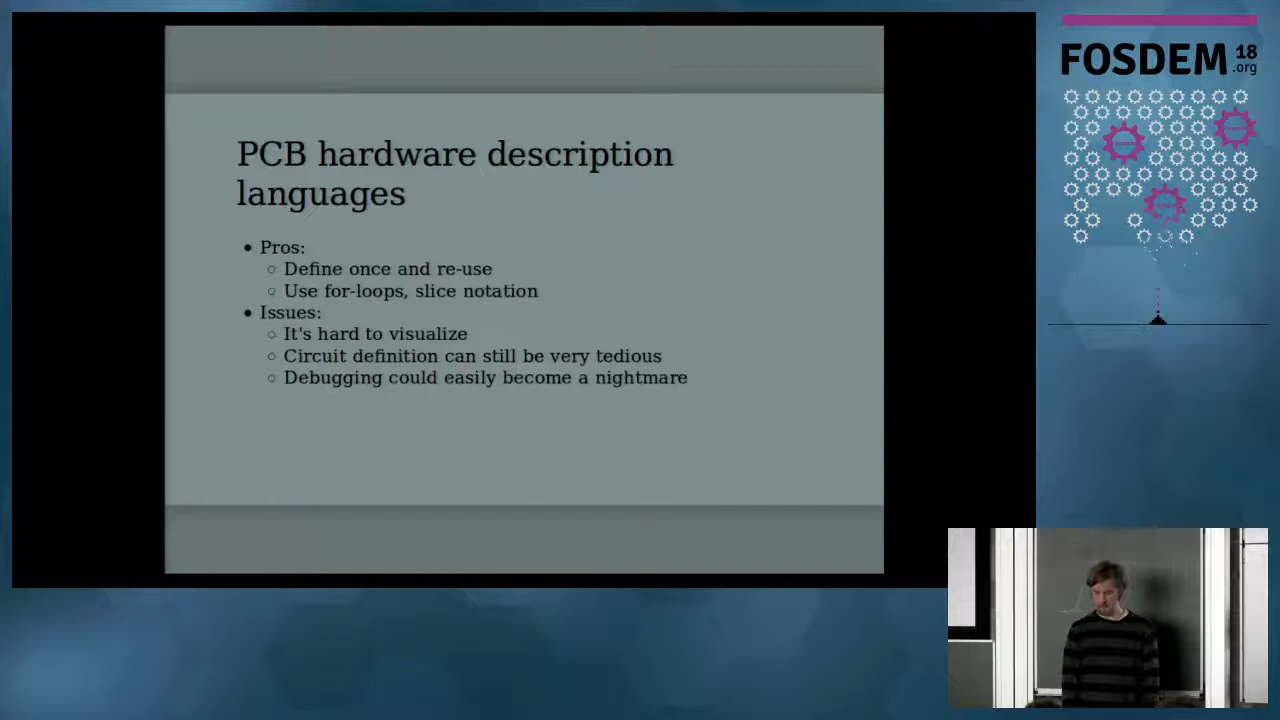 PCB hardware description
languages
• Pros:
○ Define once and re-use
○ Use for-loops, slice notation
• Issues:
○ It's hard to visualize
○ Circuit definition can still be very tedious
○ Debugging could easily become a nightmare
FOSDEM 18
.org